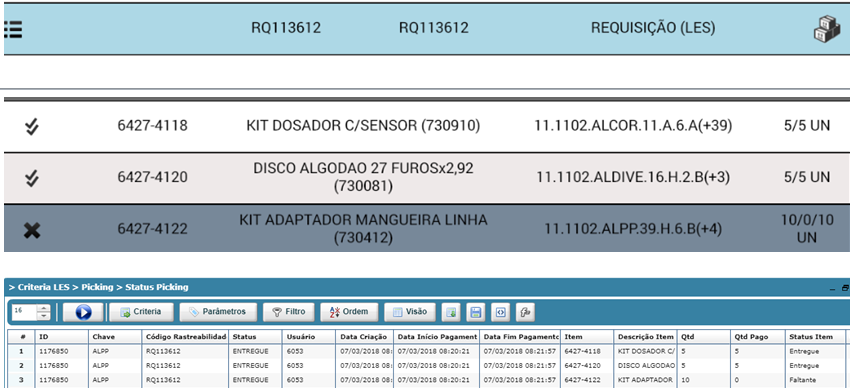 RQ113612 RQ113612 REQUISIÇÃO (LES)
6427-4118 KIT DOSADOR C/SENSOR (730910) 11.1102.ALCOR.11.A.6.A(+39) 5/5 UN
6427-4120 DISCO ALGODAO 27 FUROSx2,92 (730081) 11.1102.ALDIVE.16.H.2.B(+3) 5/5 UN
6427-4122 KIT ADAPTADOR MANGUEIRA LINHA (730412) 11.1102.ALPP.39.H.6.B(+4) 10/0/10 UN
> Criteria LES > Picking > Status Picking
16 Criteria Parâmetros Filtro Ordem Visão
# ID Chave Código Rastreabilidad Status Usuário Data Criação Data Início Pagament Data Fim Pagamentc Item Descrição Item Qtd Qtd Pago Status Item
1 1176850 ALPP RQ113612 ENTREGUE 6053 07/03/2018 08: 07/03/2018 08:20:21 07/03/2018 08:21:57 6427-4118 KIT DOSADOR C/ 5 5 Entregue
2 1176850 ALPP RQ113612 ENTREGUE 6053 07/03/2018 08: 07/03/2018 08:20:21 07/03/2018 08:21:57 6427-4120 DISCO ALGODAO 5 5 Entregue
3 1176850 ALPP RQ113612 ENTREGUE 6053 07/03/2018 08: 07/03/2018 08:20:21 07/03/2018 08:21:57 6427-4122 KIT ADAPTADOR 10 Faltante